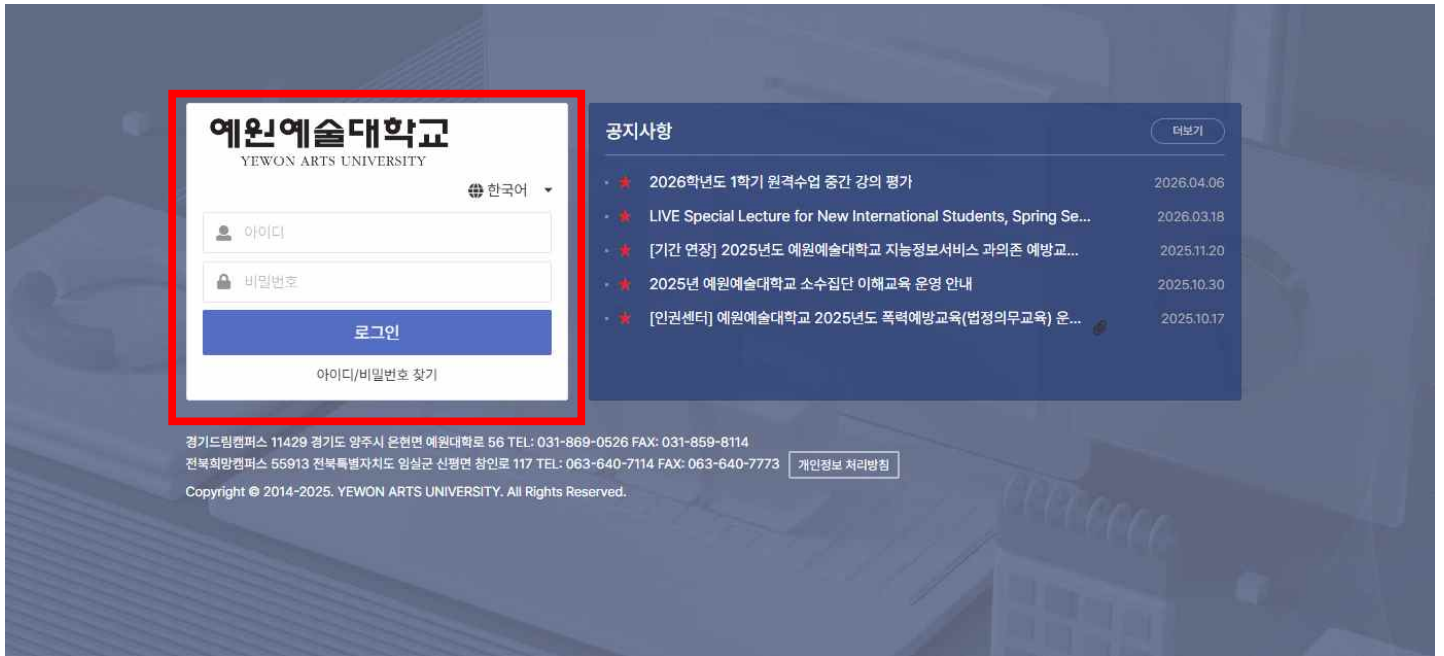 예원예술대학교
YEWON ARTS UNIVERSITY
한국어
아이디
비밀번호
로그인
아이디/비밀번호 찾기
공지사항
더보기
2026학년도 1학기 원격수업 중간 강의 평가 2026.04.06
LIVE Special Lecture for New International Students, Spring Se... 2026.03.18
[기간 연장] 2025년도 예원예술대학교 지능정보서비스 과의존 예방교... 2025.11.20
2025년 예원예술대학교 소수집단 이해교육 운영 안내 2025.10.30
[인권센터] 예원예술대학교 2025년도 폭력예방교육(법정의무교육) 운... 2025.10.17
경기드림캠퍼스 11429 경기도 양주시 은현면 예원대학로 56 TEL: 031-869-0526 FAX: 031-859-8114
전북희망캠퍼스 55913 전북특별자치도 임실군 신평면 창인로 117 TEL: 063-640-7114 FAX: 063-640-7773 개인정보 처리방침
Copyright © 2014-2025. YEWON ARTS UNIVERSITY. All Rights Reserved.